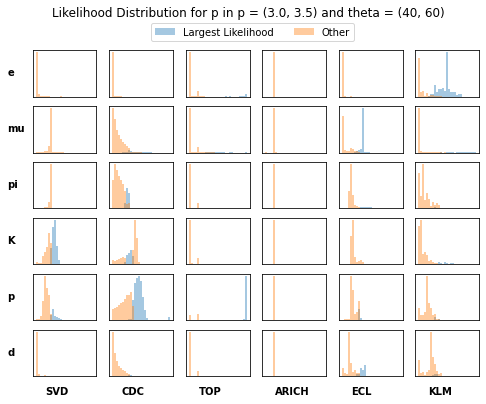 Likelihood Distribution for p in p = (3.0, 3.5) and theta = (40, 60)
Largest Likelihood Other
e
mu
pi
K
p
d
SVD CDC TOP ARICH ECL KLM